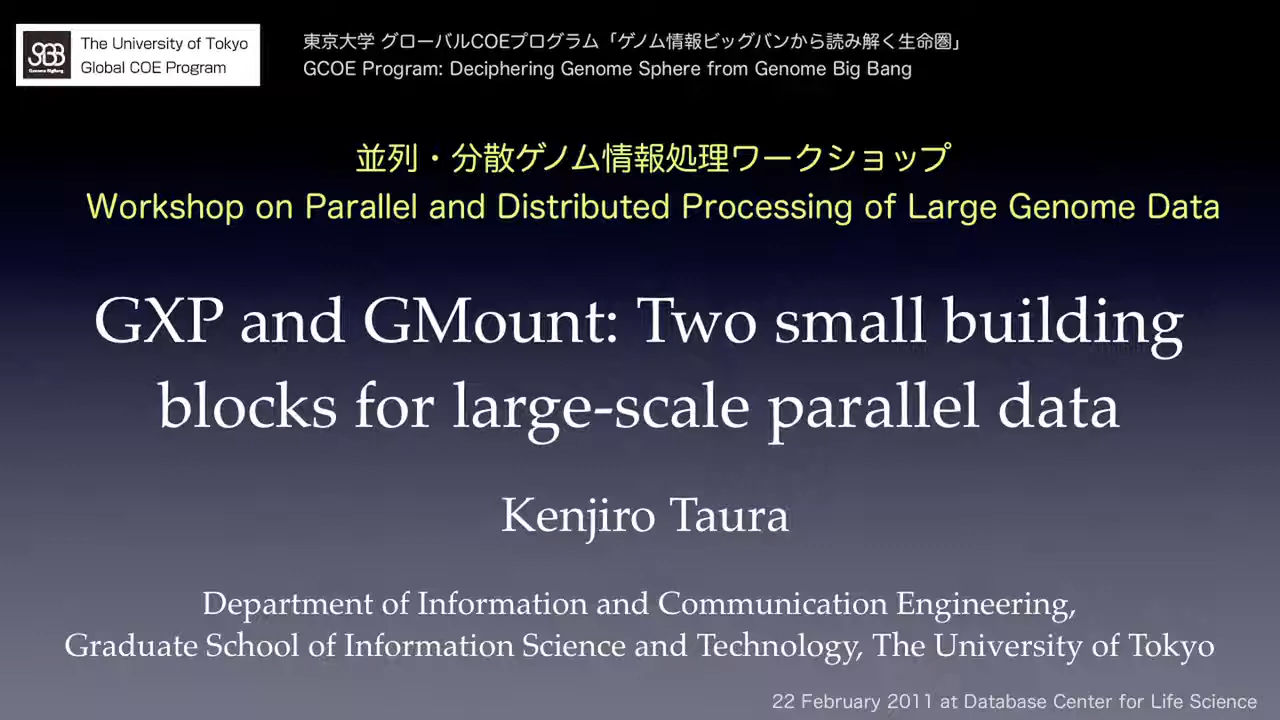 The University of Tokyo
Global COE Program
東京大学 グローバルCOEプログラム「ゲノム情報ビッグバンから読み解く生命圏」
GCOE Program: Deciphering Genome Sphere from Genome Big Bang
並列・分散ゲノム情報処理ワークショップ
Workshop on Parallel and Distributed Processing of Large Genome Data
GXP and GMount: Two small building
blocks for large-scale parallel data
Kenjiro Taura
Department of Information and Communication Engineering,
Graduate School of Information Science and Technology, The University of Tokyo
22 February 2011 at Database Center for Life Science